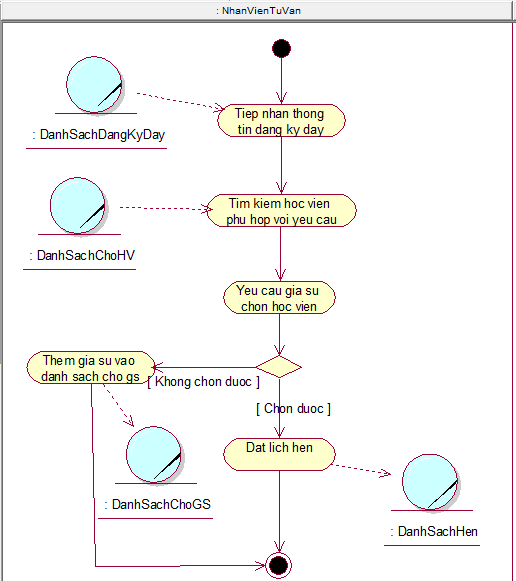 : NhanVienTuVan
Tiep nhan thong
tin dang ky day
: DanhSachDangKyDay
Tim kiem hoc vien
phu hop voi yeu cau
: DanhSachChoHV
Yeu cau gia su
chon hoc vien
Them gia su vao
danh sach cho gs
[ Khong chon duoc ]
[ Chon duoc ]
Dat lich hen
: DanhSachChoGS
: DanhSachHen